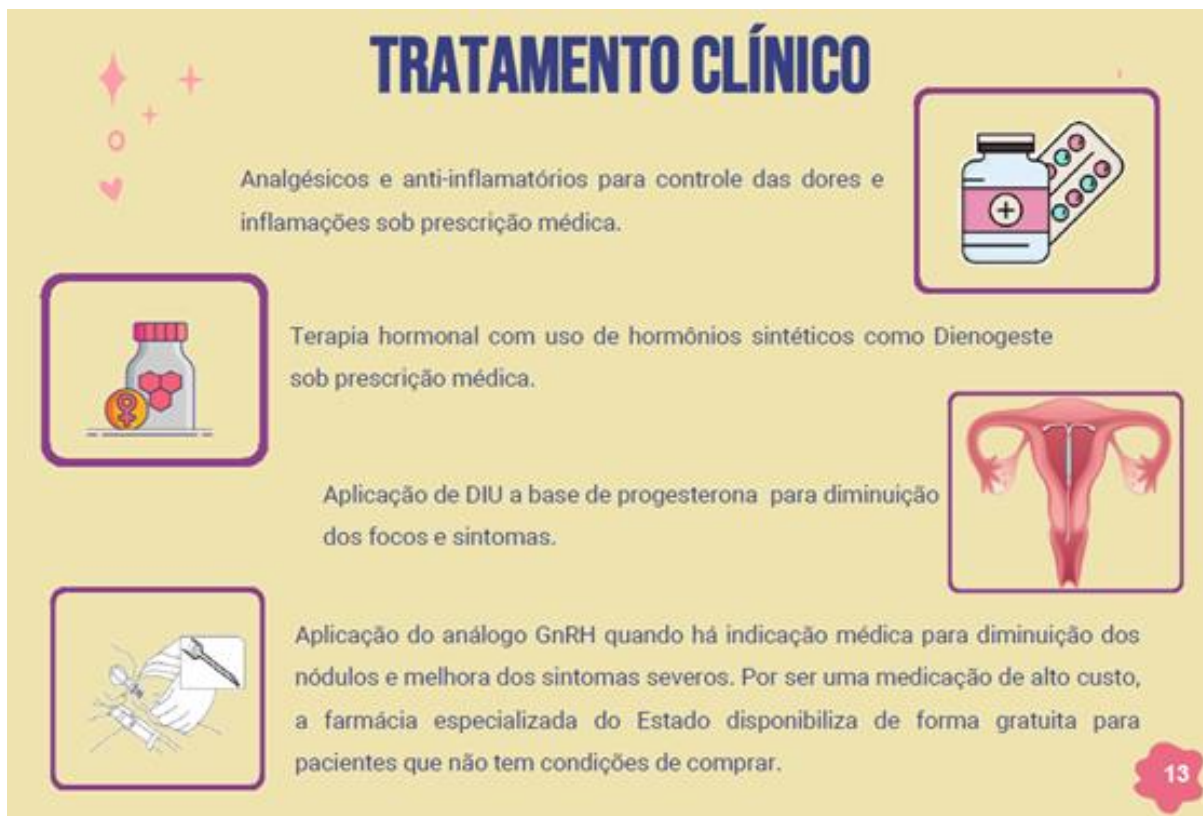 TRATAMENTO CLÍNICO
Analgésicos e anti-inflamatórios para controle das dores e
inflamações sob prescrição médica.
Terapia hormonal com uso de hormônios sintéticos como Dienogeste
sob prescrição médica.
Aplicação de DIU a base de progesterona para diminuição
dos focos e sintomas.
Aplicação do análogo GnRH quando há indicação médica para diminuição dos
nódulos e melhora dos sintomas severos. Por ser uma medicação de alto custo,
a farmácia especializada do Estado disponibiliza de forma gratuita para
pacientes que não tem condições de comprar.
13